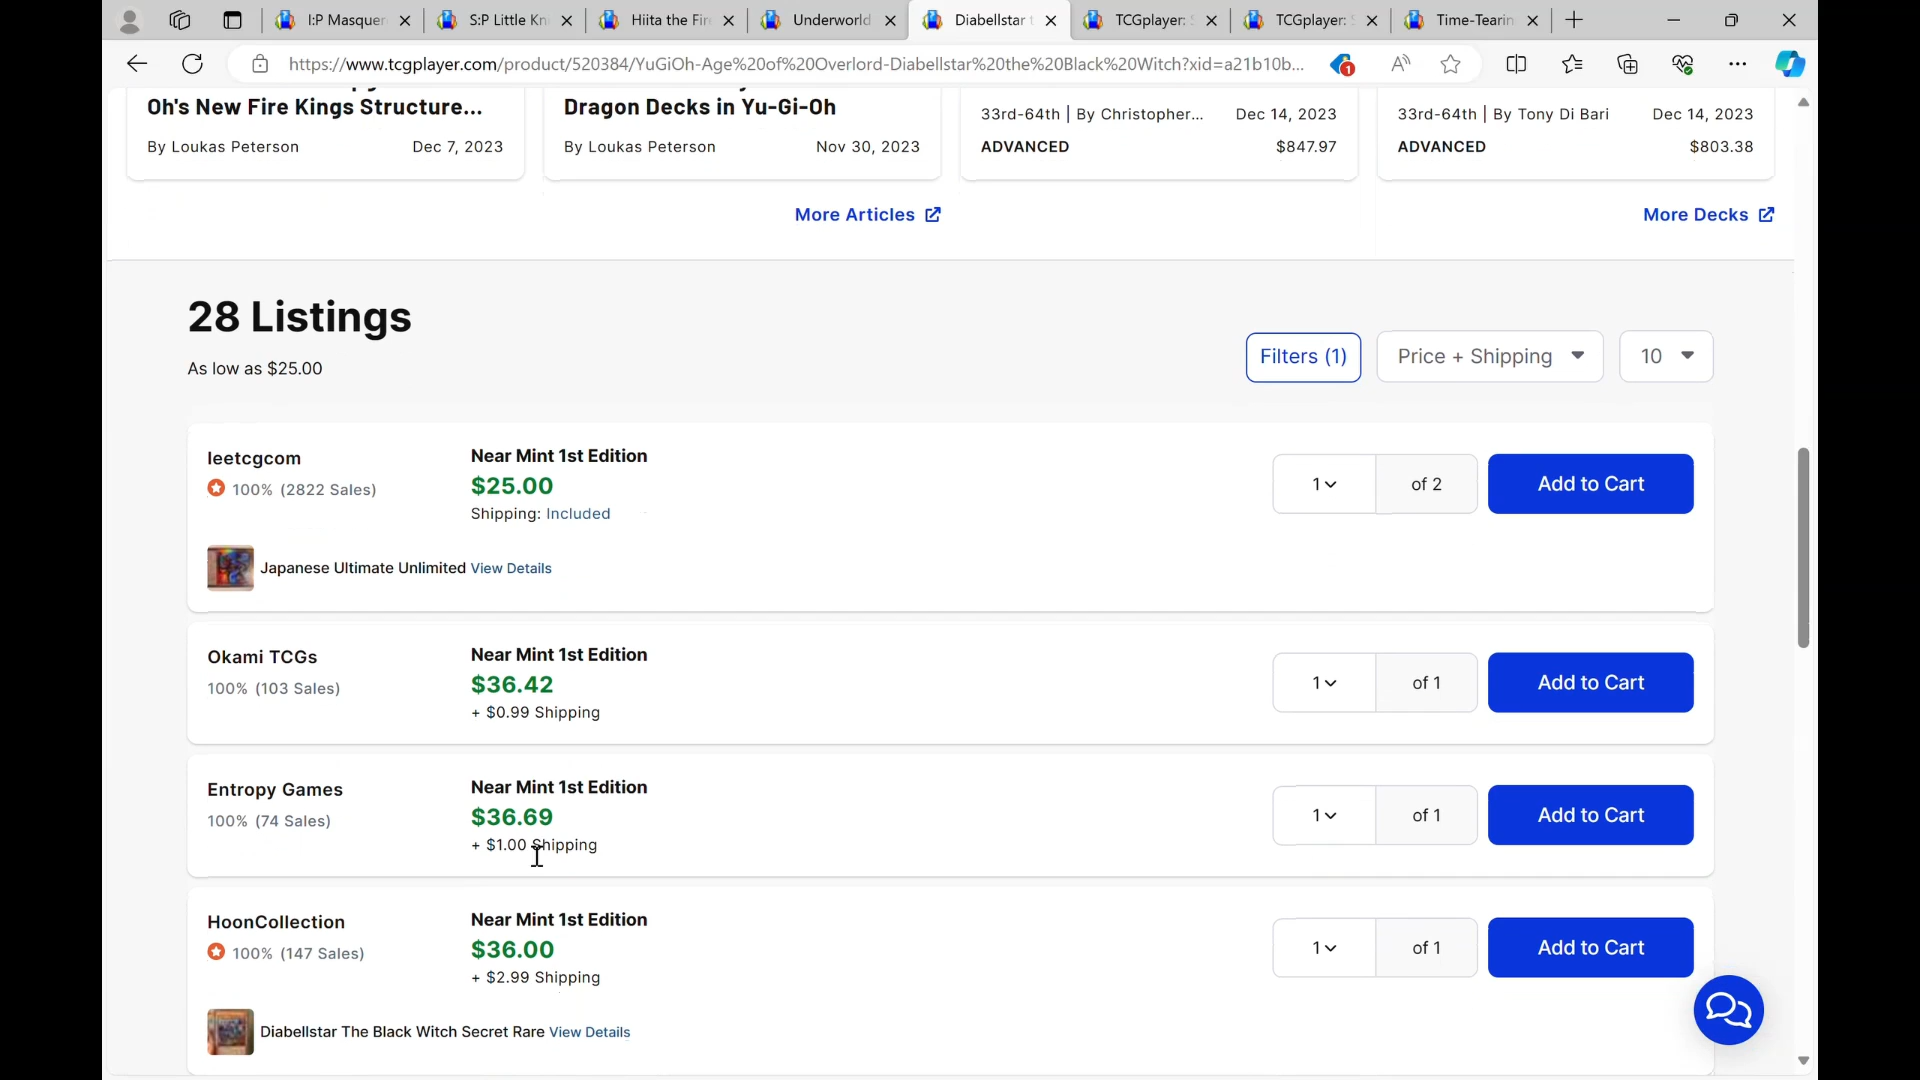 I:P Masquer
S:P Little Kn
Hiita the Fir
Underworld
Diabellstar t
TCGplayer: S
TCGplayer: S
Time-Tearin
https://www.tcgplayer.com/product/520384/YuGiOh-Age%20of%20Overlord-Diabellstar%20the%20Black%20Witch?xid=a21b10b...
1
Oh's New Fire Kings Structure...
By Loukas Peterson Dec 7, 2023
Dragon Decks in Yu-Gi-Oh
By Loukas Peterson Nov 30, 2023
33rd-64th | By Christopher... Dec 14, 2023
ADVANCED $847.97
33rd-64th | By Tony Di Bari Dec 14, 2023
ADVANCED $803.38
More Articles
More Decks
28 Listings
As low as $25.00
Filters (1)
Price + Shipping
10
leetcgcom
100% (2822 Sales)
Near Mint 1st Edition
$25.00
Shipping: Included
1 of 2
Add to Cart
Japanese Ultimate Unlimited View Details
Okami TCGs
100% (103 Sales)
Near Mint 1st Edition
$36.42
+ $0.99 Shipping
1 of 1
Add to Cart
Entropy Games
100% (74 Sales)
Near Mint 1st Edition
$36.69
+ $1.00 Shipping
1 of 1
Add to Cart
HoonCollection
100% (147 Sales)
Near Mint 1st Edition
$36.00
+ $2.99 Shipping
1 of 1
Add to Cart
Diabellstar The Black Witch Secret Rare View Details